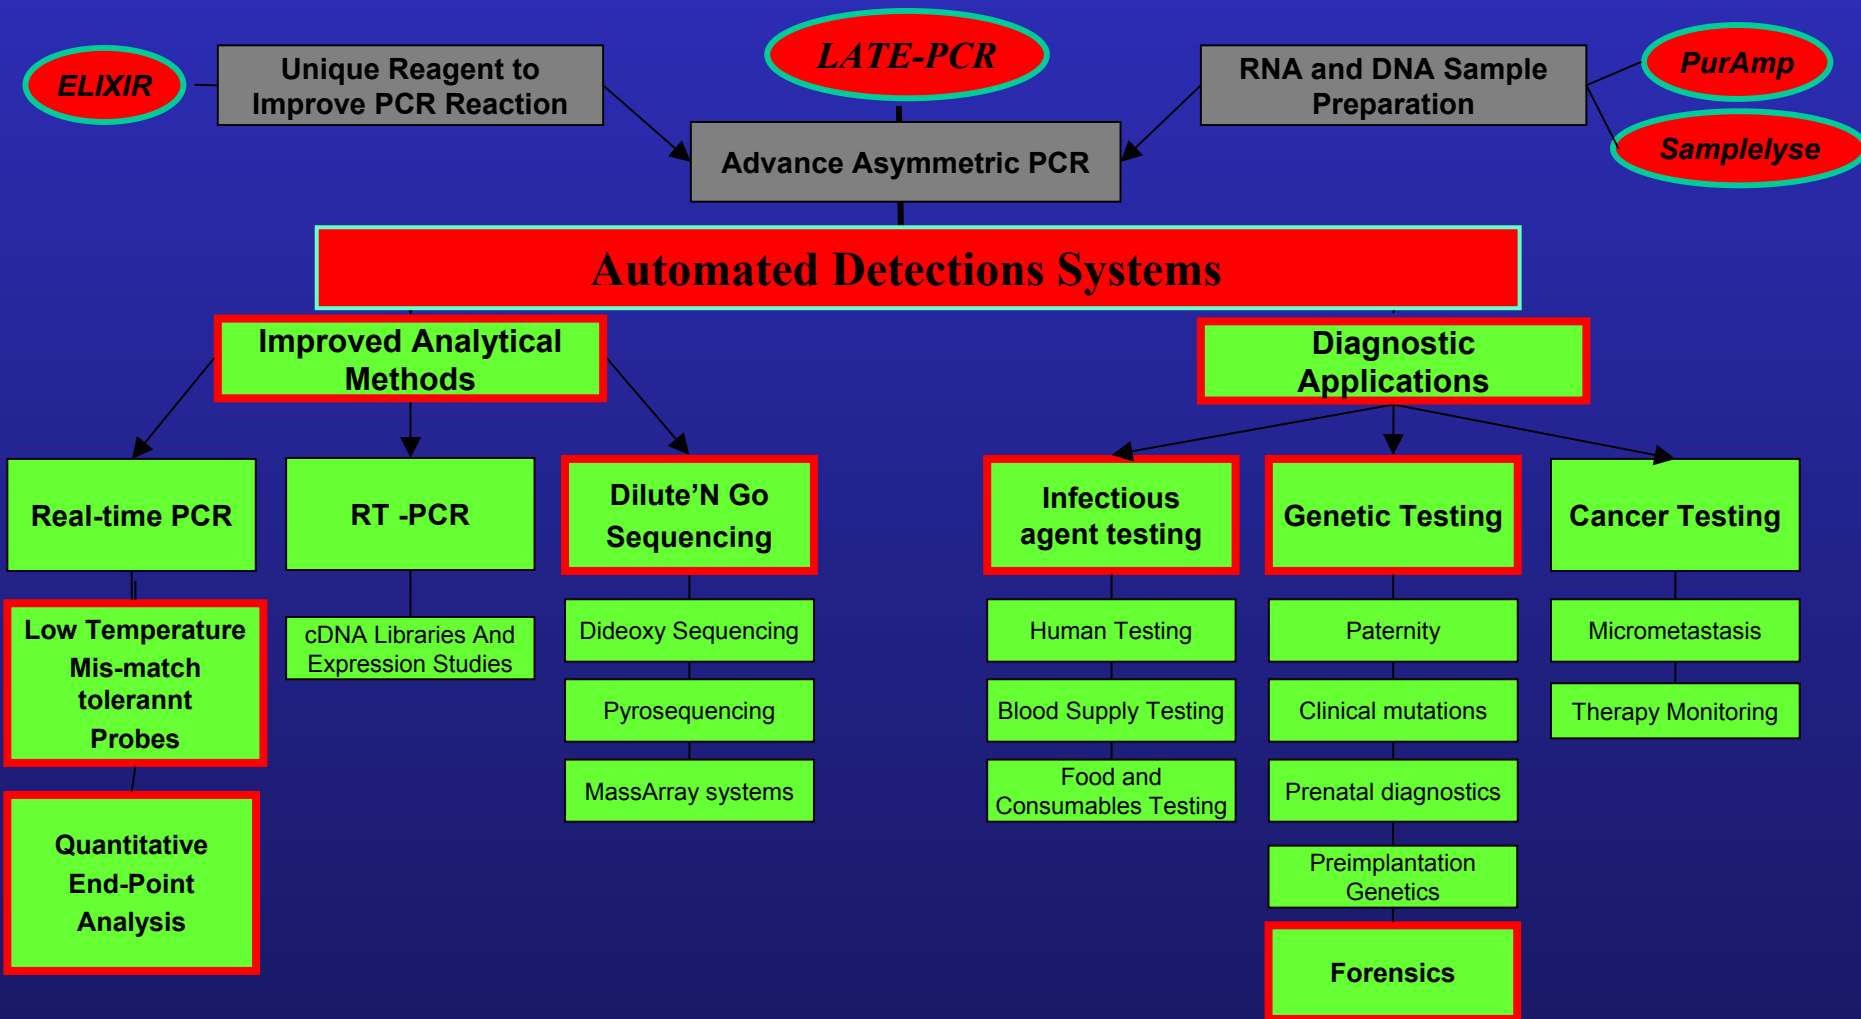 ELIXIR
Unique Reagent to
Improve PCR Reaction
LATE-PCR
RNA and DNA Sample
Preparation
PurAmp
Samplelyse
Advance Asymmetric PCR
Automated Detections Systems
Improved Analytical
Methods
Diagnostic
Applications
Real-time PCR
RT -PCR
Dilute’N Go
Sequencing
Infectious
agent testing
Genetic Testing
Cancer Testing
Low Temperature
Mis-match
tolerannt
Probes
cDNA Libraries And
Expression Studies
Dideoxy Sequencing
Human Testing
Paternity
Micrometastasis
Pyrosequencing
Blood Supply Testing
Clinical mutations
Therapy Monitoring
MassArray systems
Food and
Consumables Testing
Prenatal diagnostics
Quantitative
End-Point
Analysis
Preimplantation
Genetics
Forensics